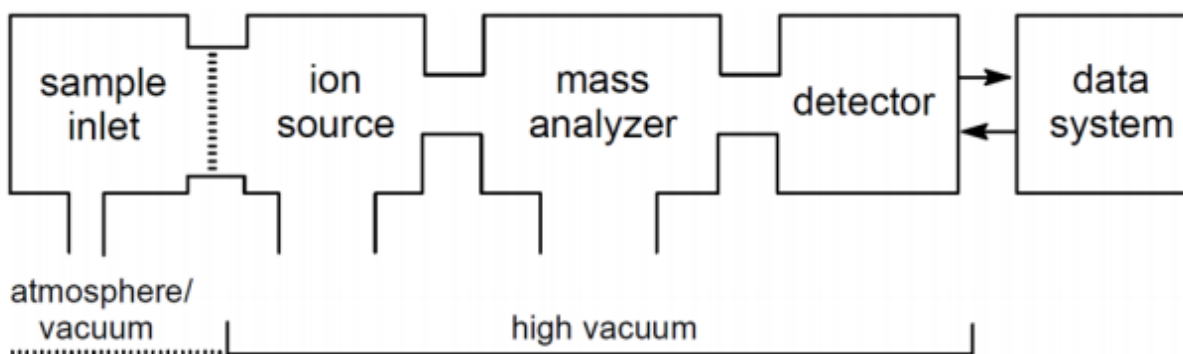 sample
inlet
ion
source
mass
analyzer
detector
data
system
atmosphere/
vacuum
high vacuum